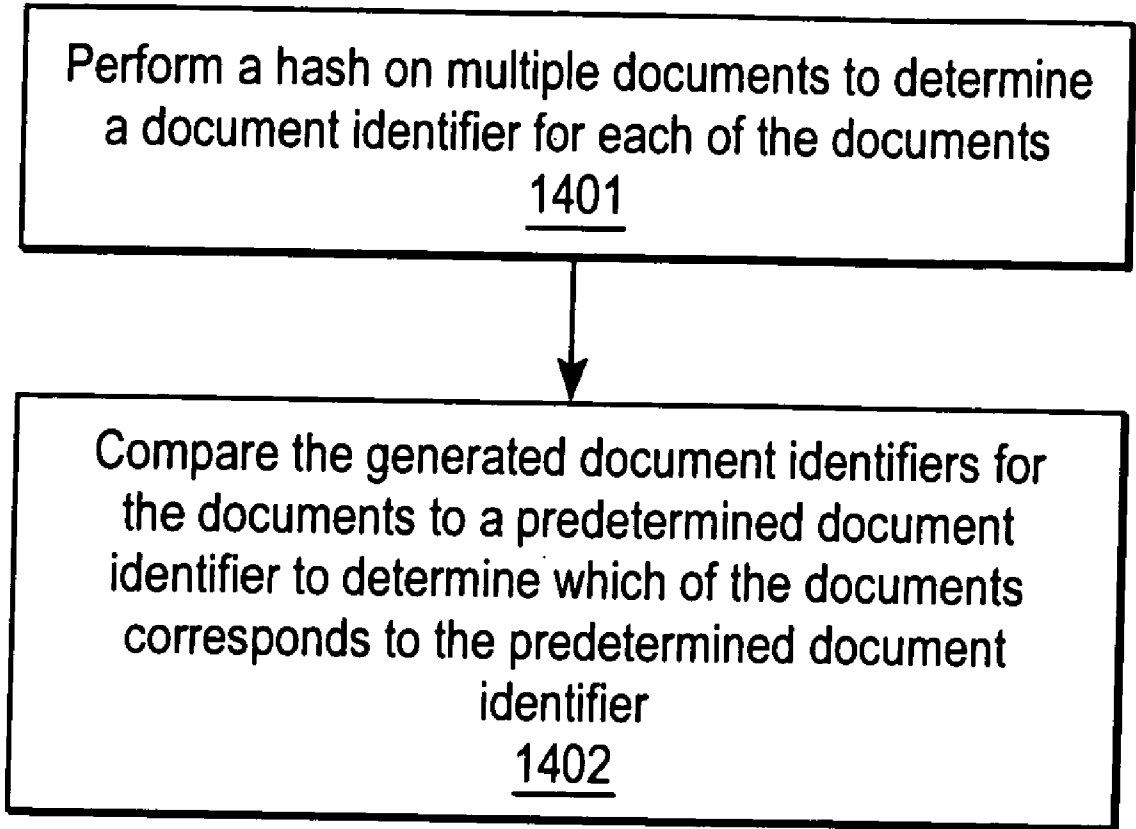 Perform a hash on multiple documents to determine
a document identifier for each of the documents
1401
Compare the generated document identifiers for
the documents to a predetermined document
identifier to determine which of the documents
corresponds to the predetermined document
identifier
1402